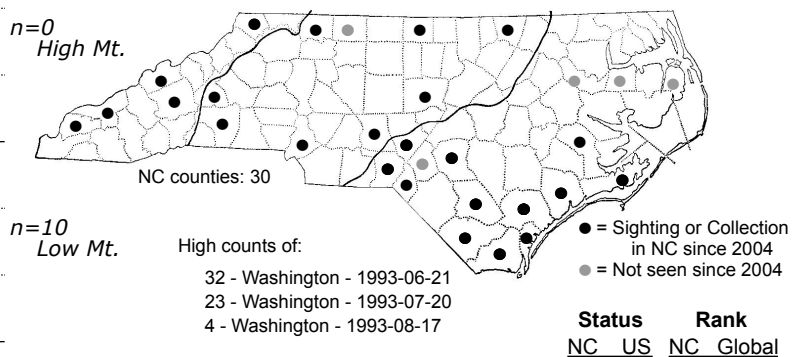 n=0
High Mt.
NC counties: 30
n=10
Low Mt.
High counts of:
32 - Washington - 1993-06-21
23 - Washington - 1993-07-20
4 - Washington - 1993-08-17
= Sighting or Collection
in NC since 2004
= Not seen since 2004
Status Rank
NC US NC Global